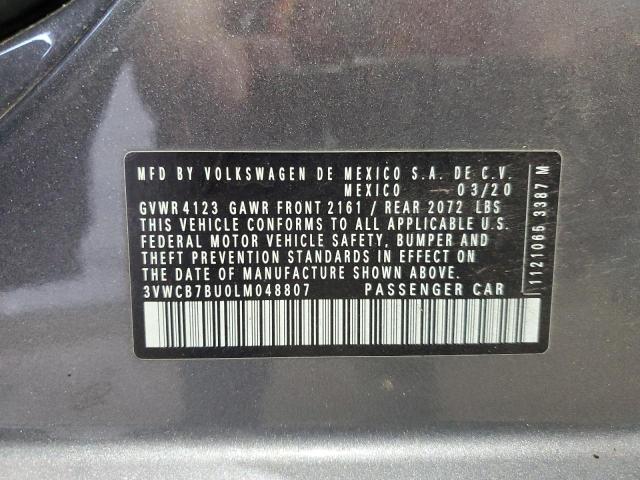 MFD BY VOLKSWAGEN DE MEXICO S.A. DE C.V.
MEXICO 03/20
GVWR 4123 GAWR FRONT 2161 / REAR 2072 LBS
THIS VEHICLE CONFORMS TO ALL APPLICABLE U.S.
FEDERAL MOTOR VEHICLE SAFETY, BUMPER AND
THEFT PREVENTION STANDARDS IN EFFECT ON THE
DATE OF MANUFACTURE SHOWN ABOVE.
3VWCB7BU0LM048807 PASSENGER CAR
1121066 3387 M